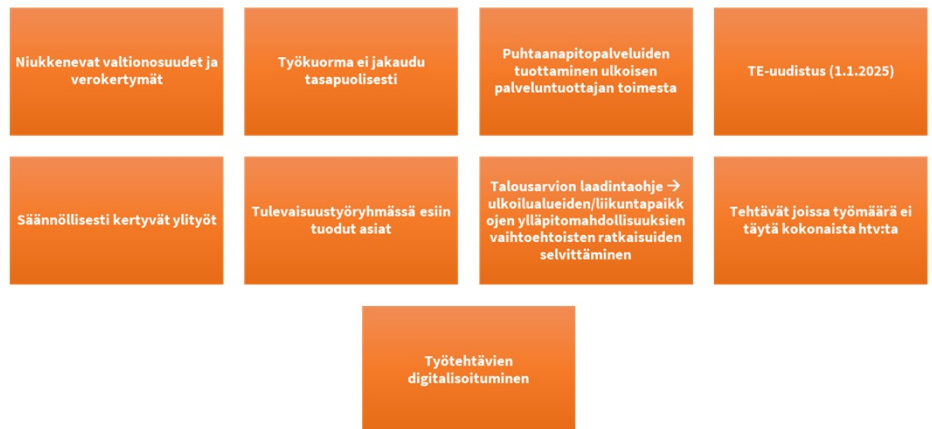 Niukkenevat valtionosuudet ja
verokertymät
Työkuorma ei jakaudu
tasapuolisesti
Puhtaanapitopalveluiden
tuottaminen ulkoisen
palveluntuottajan toimesta
TE-uudistus (1.1.2025)
Säännöllisesti kertyvät ylityöt
Tulevaisuustyöryhmässä esiin
tuodut asiat
Talousarvion laadintaohje →
ulkoilualueiden/liikuntapaikk
ojen ylläpitomahdollisuuksien
vaihtoehtoisten ratkaisuiden
selvittäminen
Tehtävät joissa työmäärä ei
täytä kokonaista htv:ta
Työtehtävien
digitalisoituminen